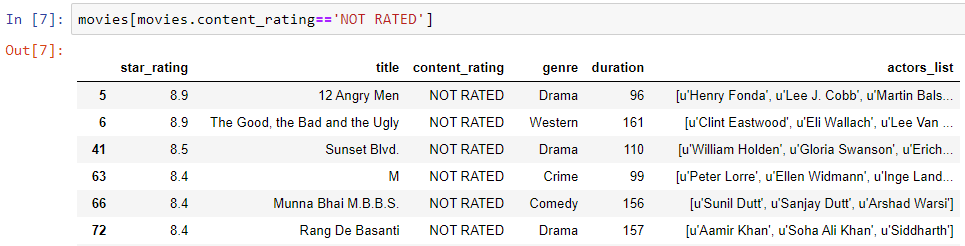 In [7]: movies[movies.content_rating=='NOT RATED']
Out[7]:
star_rating title content_rating genre duration actors_list
5 8.9 12 Angry Men NOT RATED Drama 96 [u'Henry Fonda', u'Lee J. Cobb', u'Martin Bals...
6 8.9 The Good, the Bad and the Ugly NOT RATED Western 161 [u'Clint Eastwood', u'Eli Wallach', u'Lee Van ...
41 8.5 Sunset Blvd. NOT RATED Drama 110 [u'William Holden', u'Gloria Swanson', u'Erich...
63 8.4 M NOT RATED Crime 99 [u'Peter Lorre', u'Ellen Widmann', u'Inge Land...
66 8.4 Munna Bhai M.B.B.S. NOT RATED Comedy 156 [u'Sunil Dutt', u'Sanjay Dutt', u'Arshad Warsi']
72 8.4 Rang De Basanti NOT RATED Drama 157 [u'Aamir Khan', u'Soha Ali Khan', u'Siddharth']